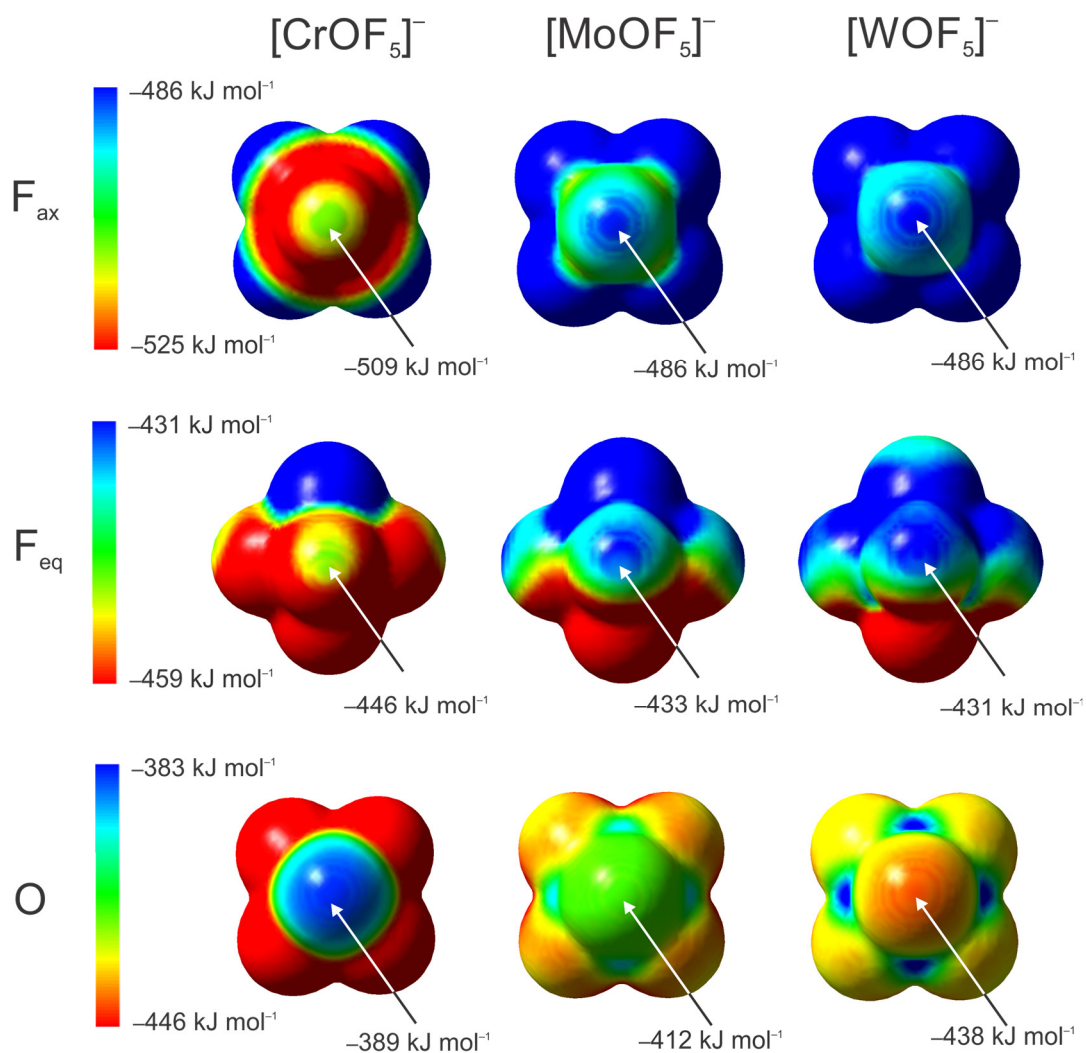 [CrOF₅]⁻ [MoOF₅]⁻ [WOF₅]⁻
–486 kJ mol⁻¹
F_ax
–525 kJ mol⁻¹
–509 kJ mol⁻¹ –486 kJ mol⁻¹ –486 kJ mol⁻¹
–431 kJ mol⁻¹
F_eq
–459 kJ mol⁻¹
–446 kJ mol⁻¹ –433 kJ mol⁻¹ –431 kJ mol⁻¹
–383 kJ mol⁻¹
O
–446 kJ mol⁻¹
–389 kJ mol⁻¹ –412 kJ mol⁻¹ –438 kJ mol⁻¹